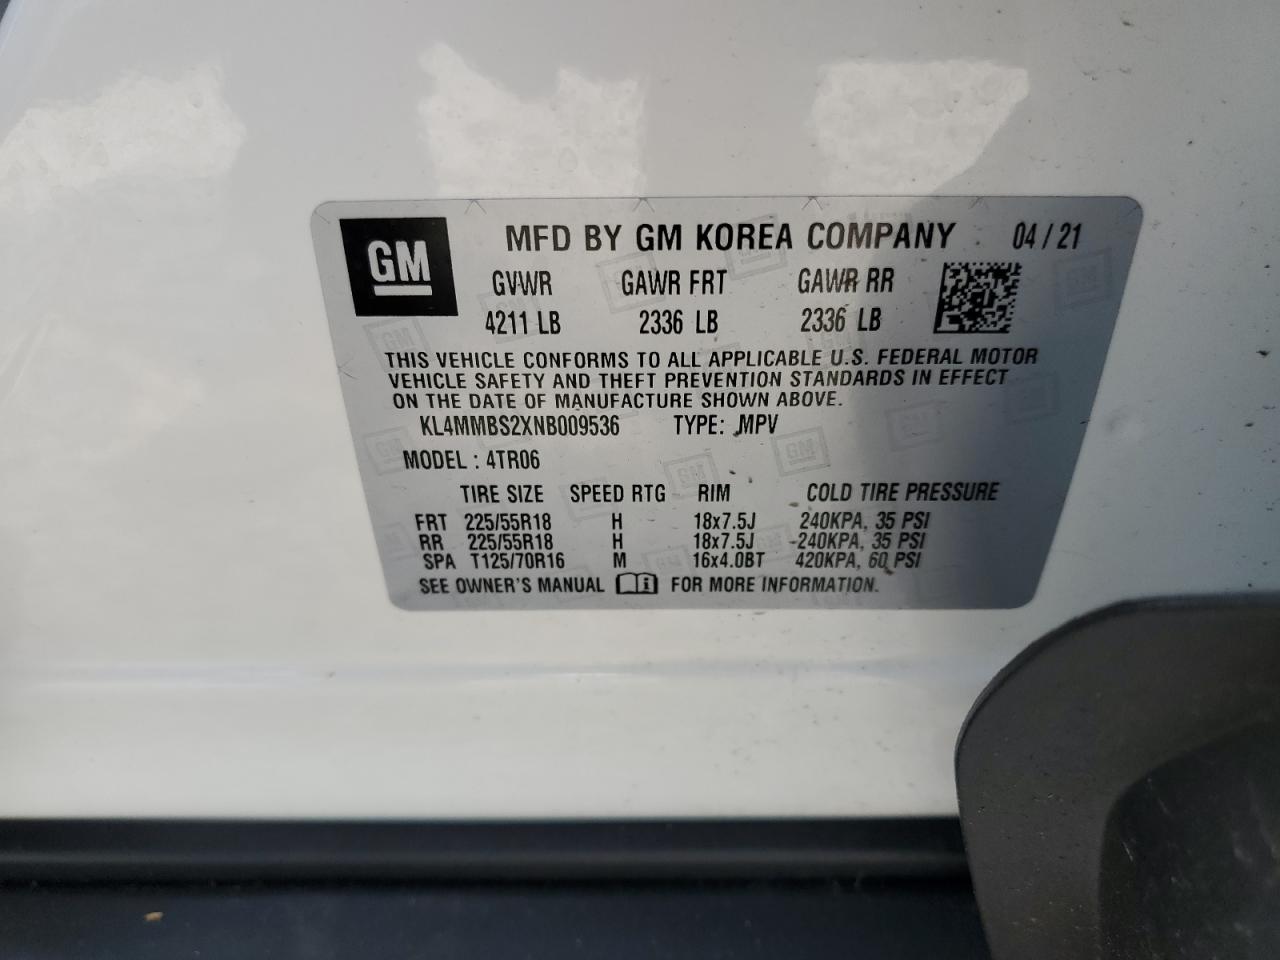 GM MFD BY GM KOREA COMPANY 04 / 21
GVWR GAWR FRT GAWR RR
4211 LB 2336 LB 2336 LB
THIS VEHICLE CONFORMS TO ALL APPLICABLE U.S. FEDERAL MOTOR
VEHICLE SAFETY AND THEFT PREVENTION STANDARDS IN EFFECT
ON THE DATE OF MANUFACTURE SHOWN ABOVE.
KL4MMBS2XNB009536 TYPE: MPV
MODEL : 4TR06
TIRE SIZE SPEED RTG RIM COLD TIRE PRESSURE
FRT 225/55R18 H 18x7.5J 240KPA, 35 PSI
RR 225/55R18 H 18x7.5J 240KPA, 35 PSI
SPA T125/70R16 M 16x4.0BT 420KPA, 60 PSI
SEE OWNER'S MANUAL FOR MORE INFORMATION.